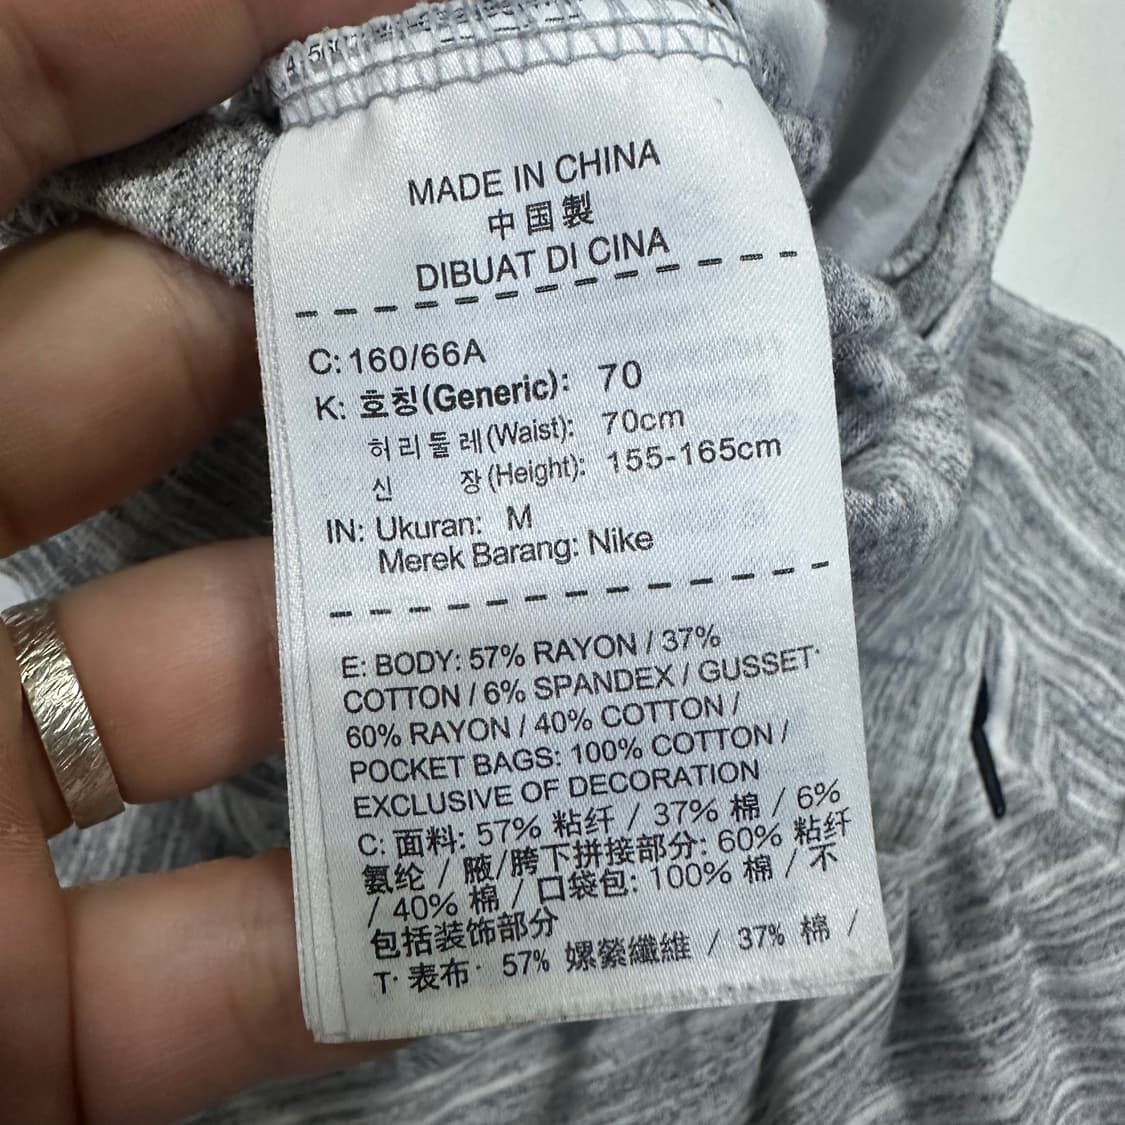 MADE IN CHINA
中国製
DIBUAT DI CINA
C: 160/66A
K: 호칭(Generic): 70
허리둘레(Waist): 70cm
신 장(Height): 155-165cm
IN: Ukuran: M
Merek Barang: Nike
E: BODY: 57% RAYON / 37%
COTTON / 6% SPANDEX / GUSSET:
60% RAYON / 40% COTTON /
POCKET BAGS: 100% COTTON /
EXCLUSIVE OF DECORATION
C: 面料: 57% 粘纤 / 37% 棉 / 6%
氨纶 / 腋/胯下拼接部分: 60% 粘纤
/ 40% 棉 / 口袋包: 100% 棉 / 不
包括装饰部分
T: 表布: 57% 嫘縈纖維 / 37% 棉 /